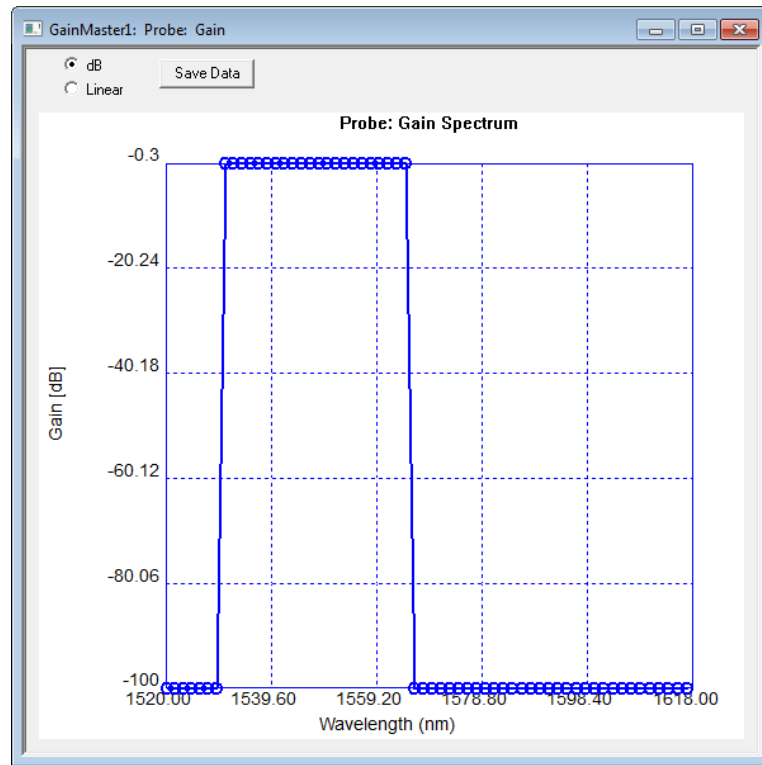 GainMaster1: Probe: Gain
dB
Linear
Save Data
Probe: Gain Spectrum
-0.3
-20.24
-40.18
-60.12
-80.06
-100
Gain [dB]
1520.00 1539.60 1559.20 1578.80 1598.40 1618.00
Wavelength (nm)